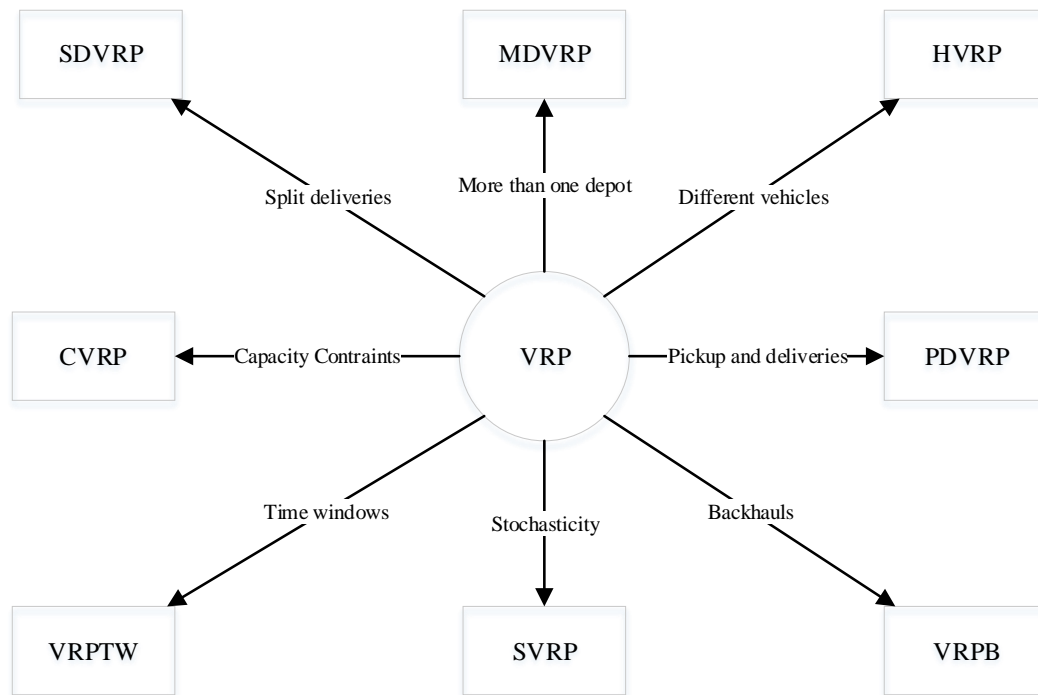 SDVRP
MDVRP
HVRP
Split deliveries
More than one depot
Different vehicles
CVRP
Capacity Contraints
VRP
Pickup and deliveries
PDVRP
Time windows
Stochasticity
Backhauls
VRPTW
SVRP
VRPB